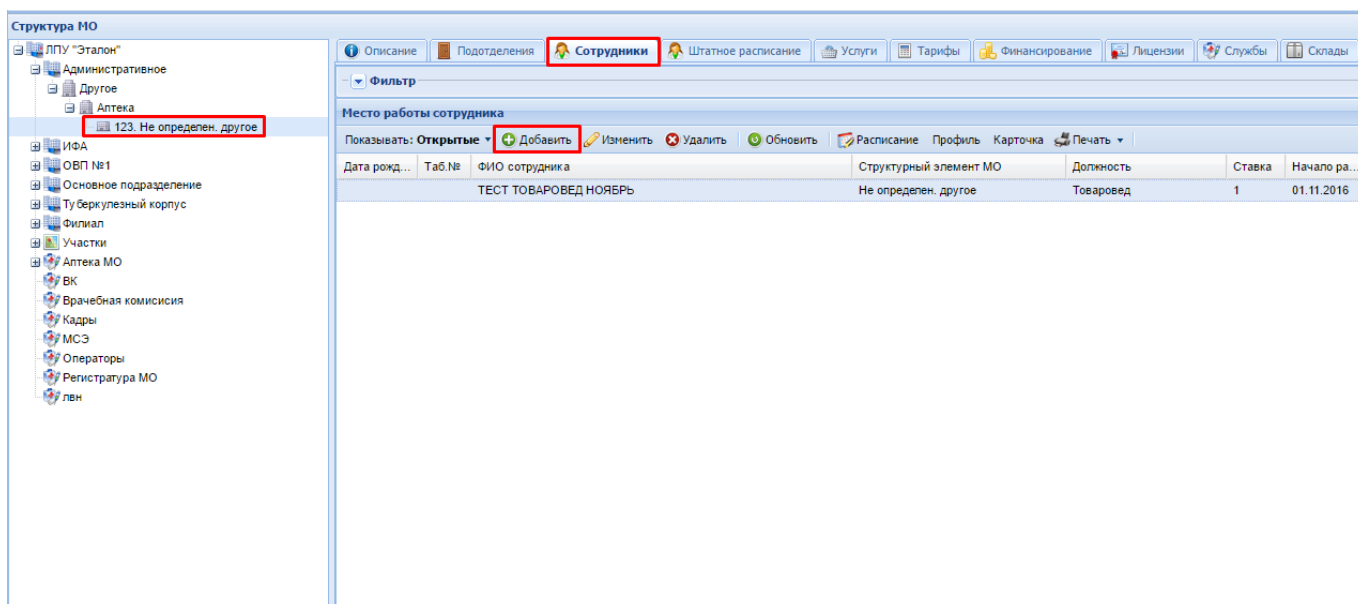 Структура МО
ЛПУ "Эталон"
Административное
Другое
Аптека
123. Не определен. другое
ИФА
ОВП №1
Основное подразделение
Туберкулезный корпус
Филиал
Участки
Аптека МО
ВК
Врачебная комисисия
Кадры
МСЭ
Операторы
Регистратура МО
лвн
Описание Подотделения Сотрудники Штатное расписание Услуги Тарифы Финансирование Лицензии Службы Склады
Фильтр
Место работы сотрудника
Показывать: Открытые Добавить Изменить Удалить Обновить Расписание Профиль Карточка Печать
Дата рожд... Таб.№ ФИО сотрудника Структурный элемент МО Должность Ставка Начало ра...
ТЕСТ ТОВАРОВЕД НОЯБРЬ Не определен. другое Товаровед 1 01.11.2016